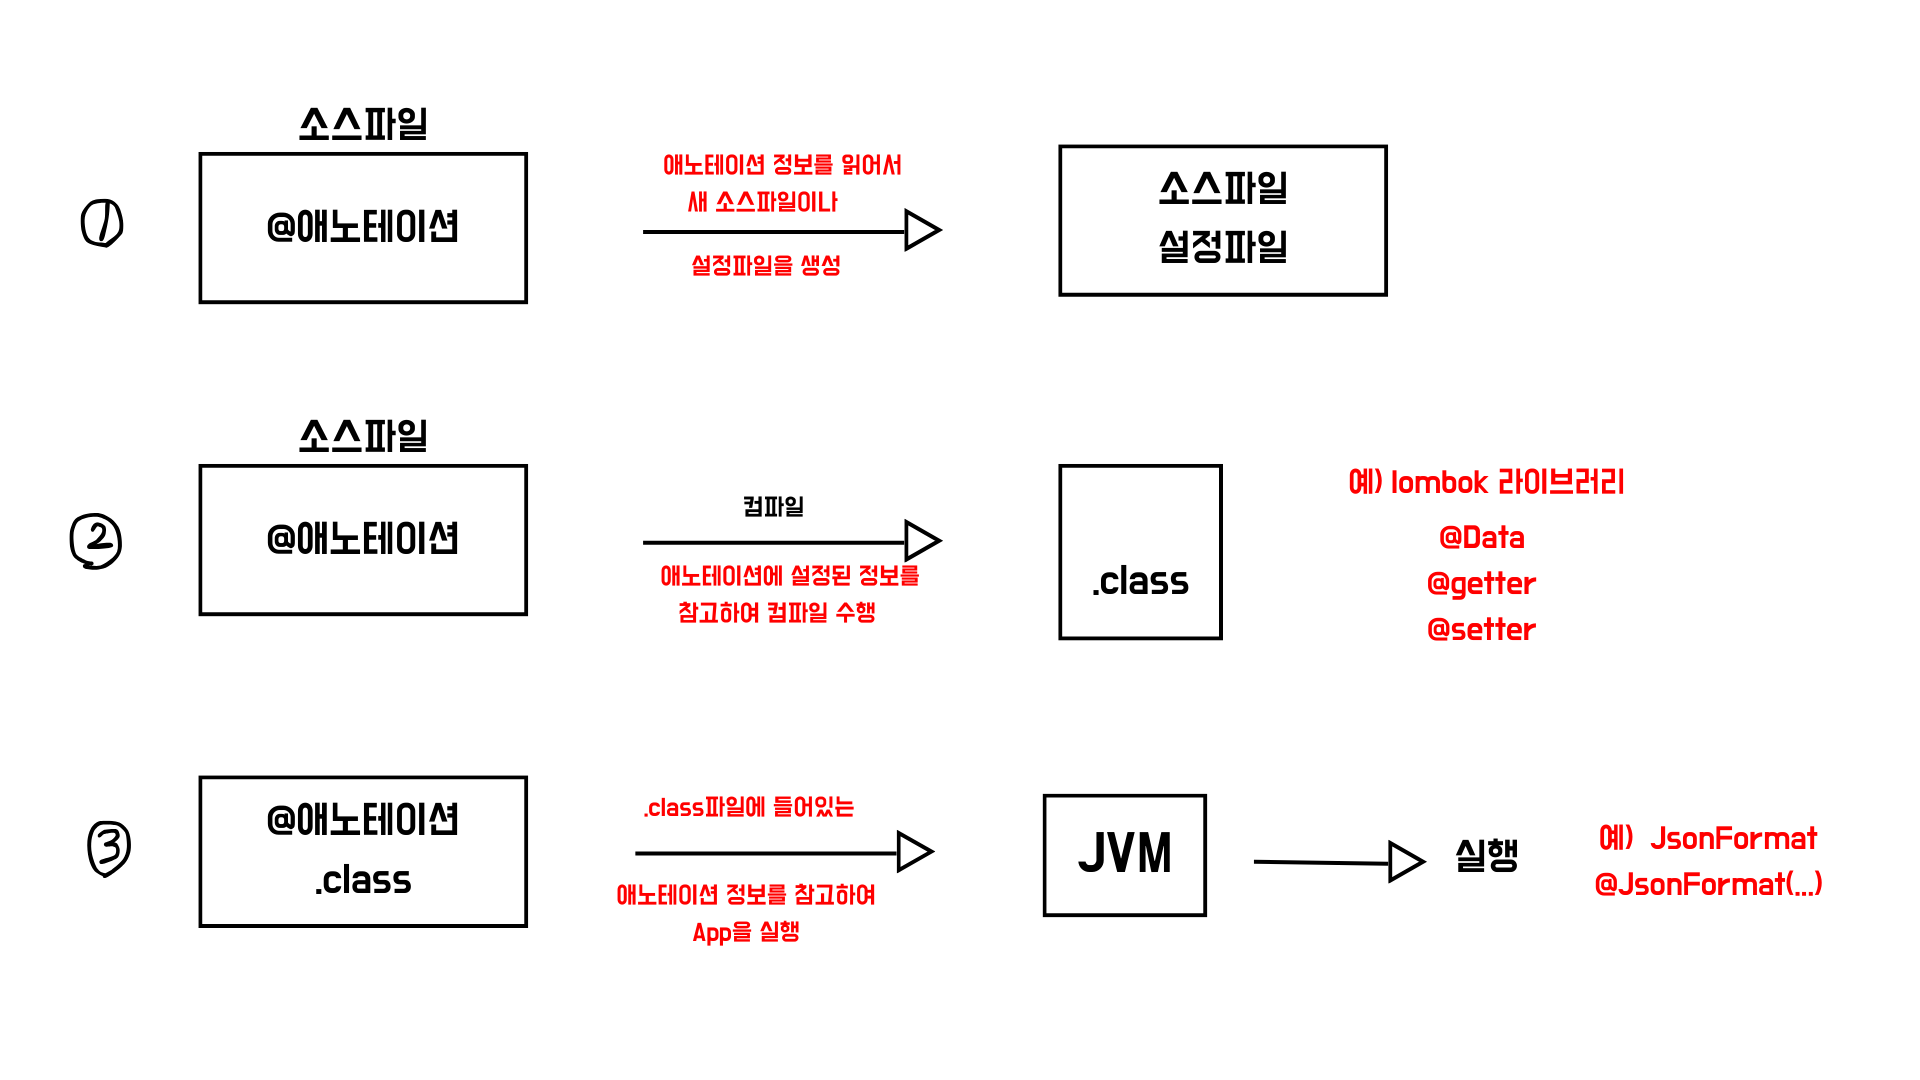 ①
소스파일
@애노테이션
애노테이션 정보를 읽어서
새 소스파일이나
설정파일을 생성
소스파일
설정파일
②
소스파일
@애노테이션
컴파일
애노테이션에 설정된 정보를
참고하여 컴파일 수행
.class
예) lombok 라이브러리
@Data
@getter
@setter
③
@애노테이션
.class
.class파일에 들어있는
애노테이션 정보를 참고하여
App을 실행
JVM
실행
예) JsonFormat
@JsonFormat(...)